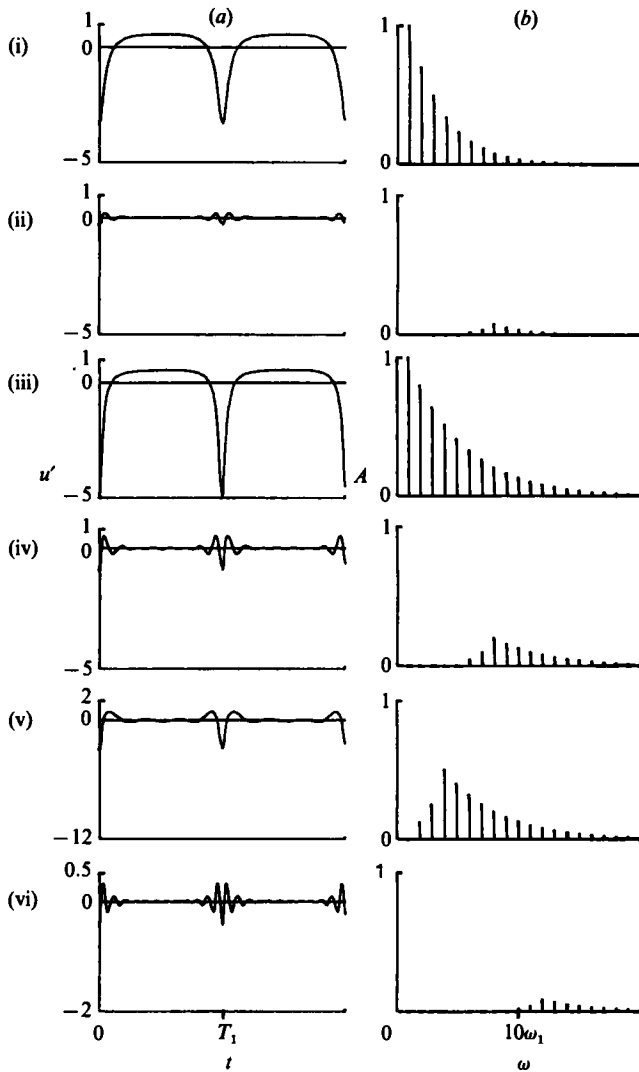 (a) (b)
(i) 1 0 −5 1 0
(ii) 1 0 −5 1 0
(iii) 1 0 −5 1 0
u′ A
(iv) 1 0 −5 1 0
(v) 2 0 −12 1 0
(vi) 0.5 0 −2 1
0 T₁ 0 10ω₁
t ω